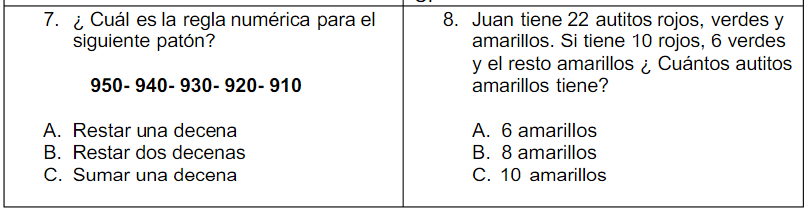 7. ¿ Cuál es la regla numérica para el
siguiente patón?
950- 940- 930- 920- 910
A. Restar una decena
B. Restar dos decenas
C. Sumar una decena
8. Juan tiene 22 autitos rojos, verdes y
amarillos. Si tiene 10 rojos, 6 verdes
y el resto amarillos ¿ Cuántos autitos
amarillos tiene?
A. 6 amarillos
B. 8 amarillos
C. 10 amarillos